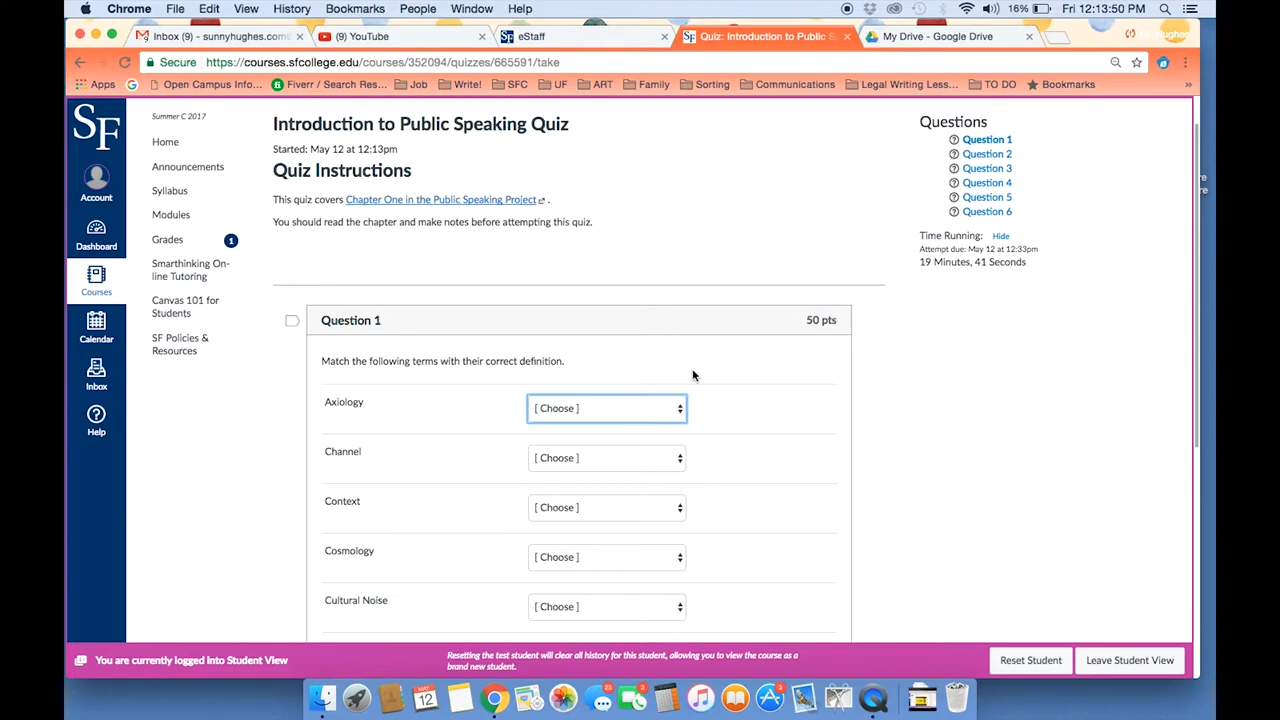 Chrome File Edit View History Bookmarks People Window Help 16% Fri 12:13:50 PM
Inbox (9) - sunnyhughes.com
(9) YouTube
eStaff
Quiz: Introduction to Public S
My Drive - Google Drive
Secure https://courses.sfcollege.edu/courses/352094/quizzes/665591/take
Apps Open Campus Info... Fiverr / Search Res... Job Write! SFC UF ART Family Sorting Communications Legal Writing Less... TO DO Bookmarks »
SF
Account
Dashboard
Courses
Calendar
Inbox
Help
Summer C 2017
Home
Announcements
Syllabus
Modules
Grades 1
Smarthinking On-
line Tutoring
Canvas 101 for
Students
SF Policies &
Resources
Introduction to Public Speaking Quiz
Started: May 12 at 12:13pm
Quiz Instructions
This quiz covers Chapter One in the Public Speaking Project .
You should read the chapter and make notes before attempting this quiz.
Question 1 50 pts
Match the following terms with their correct definition.
Axiology [ Choose ]
Channel [ Choose ]
Context [ Choose ]
Cosmology [ Choose ]
Cultural Noise [ Choose ]
Questions
Question 1
Question 2
Question 3
Question 4
Question 5
Question 6
Time Running: Hide
Attempt due: May 12 at 12:33pm
19 Minutes, 41 Seconds
You are currently logged into Student View
Resetting the test student will clear all history for this student, allowing you to view the course as a
brand new student.
Reset Student
Leave Student View